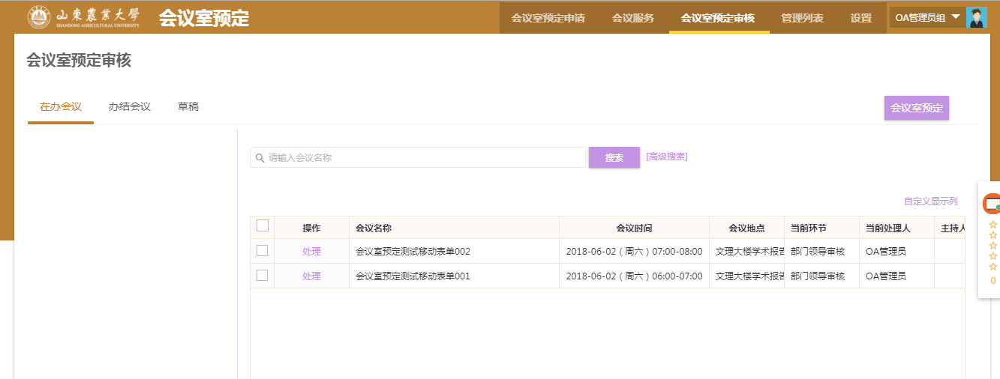 山東農業大學
SHANDONG AGRICULTURAL UNIVERSITY
会议室预定
会议室预定申请 会议服务 会议室预定审核 管理列表 设置
OA管理员组
会议室预定审核
在办会议 办结会议 草稿
会议室预定
请输入会议名称 搜索 [高级搜索]
自定义显示列
操作 会议名称 会议时间 会议地点 当前环节 当前处理人 主持人
处理 会议室预定测试移动表单002 2018-06-02（周六）07:00-08:00 文理大楼学术报告 部门领导审核 OA管理员
处理 会议室预定测试移动表单001 2018-06-02（周六）06:00-07:00 文理大楼学术报告 部门领导审核 OA管理员
0